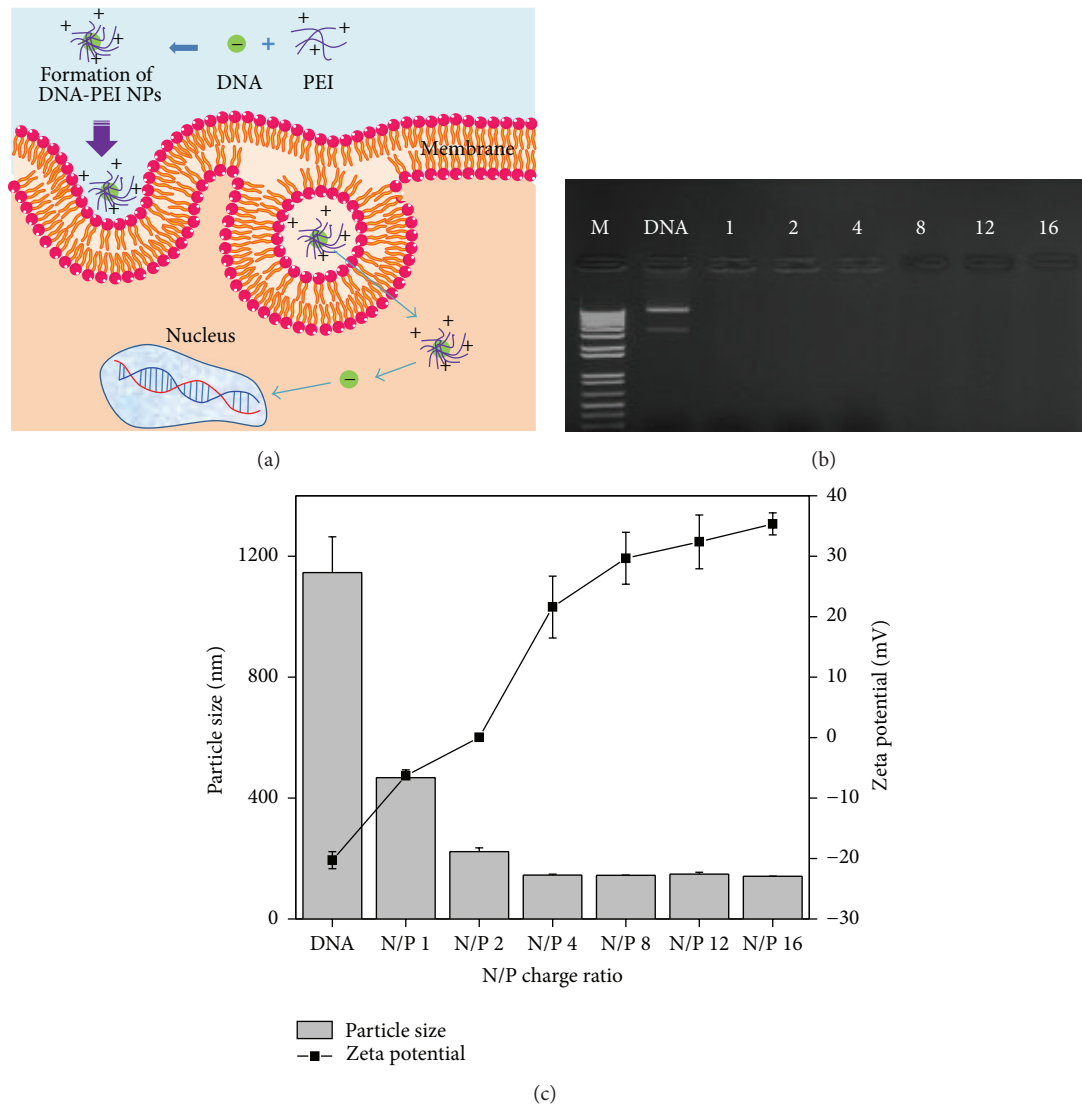 + + + + + +
− +
Formation of
DNA-PEI NPs
DNA
PEI
+ + + + +
Membrane
+ + + + +
+ + + +
Nucleus
−
(a)
M DNA 1 2 4 8 12 16
(b)
1200
800
400
0
Particle size (nm)
40
30
20
10
0
−10
−20
−30
Zeta potential (mV)
DNA N/P 1 N/P 2 N/P 4 N/P 8 N/P 12 N/P 16
N/P charge ratio
Particle size
Zeta potential
(c)